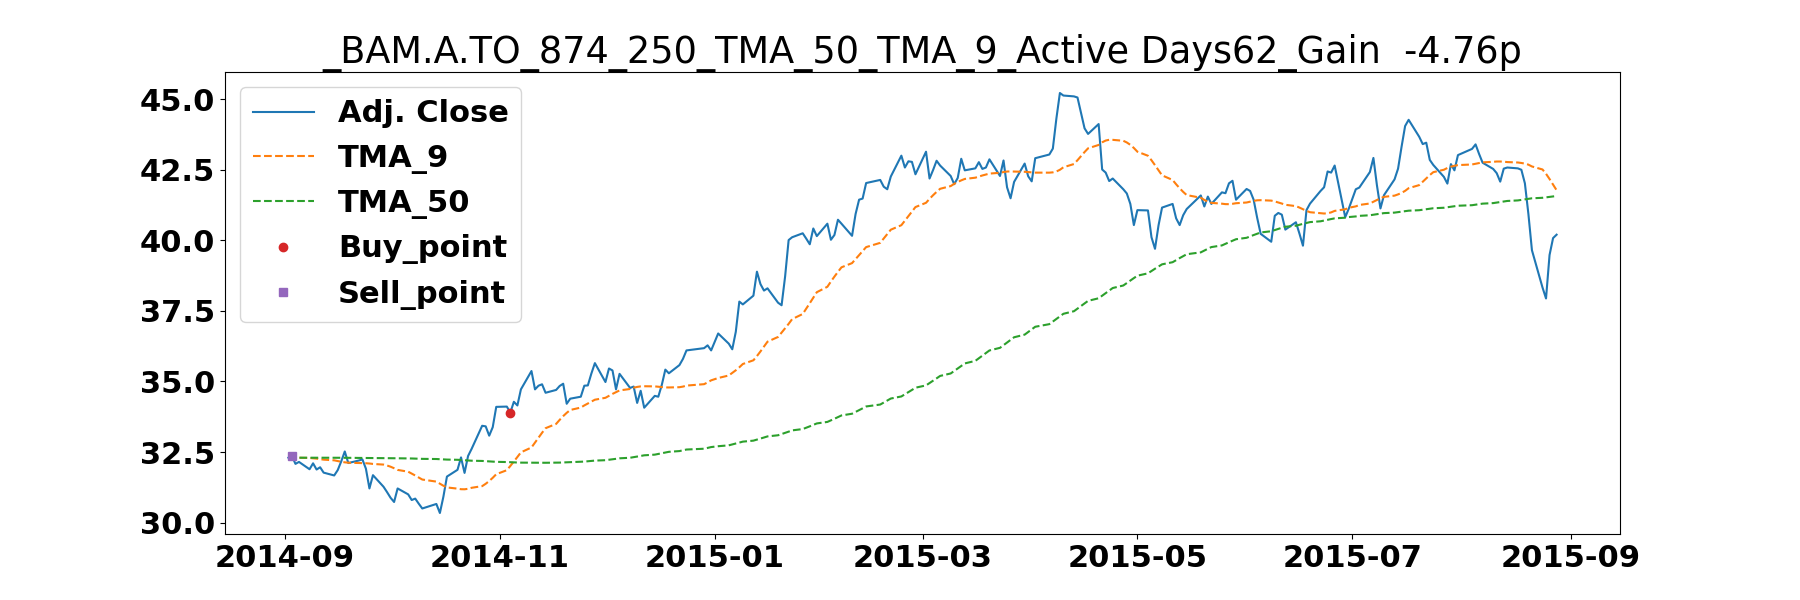 _BAM.A.TO_874_250_TMA_50_TMA_9_Active Days62_Gain  -4.76p
45.0
42.5
40.0
37.5
35.0
32.5
30.0
Adj. Close
TMA_9
TMA_50
Buy_point
Sell_point
2014-09 2014-11 2015-01 2015-03 2015-05 2015-07 2015-09